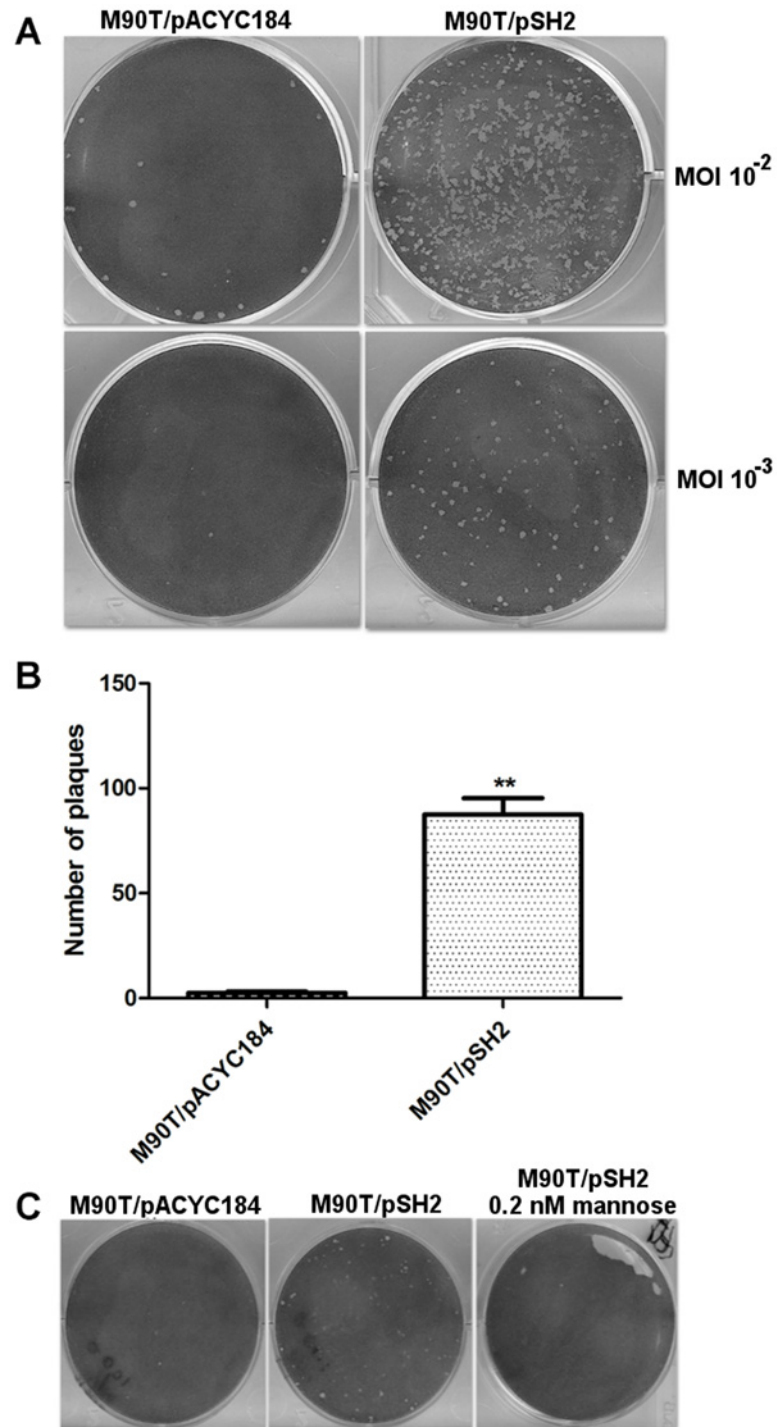 A
M90T/pACYC184
M90T/pSH2
MOI 10-2
MOI 10-3
B
Number of plaques
150
100
50
0
**
M90T/pACYC184
M90T/pSH2
C
M90T/pACYC184
M90T/pSH2
M90T/pSH2
0.2 nM mannose